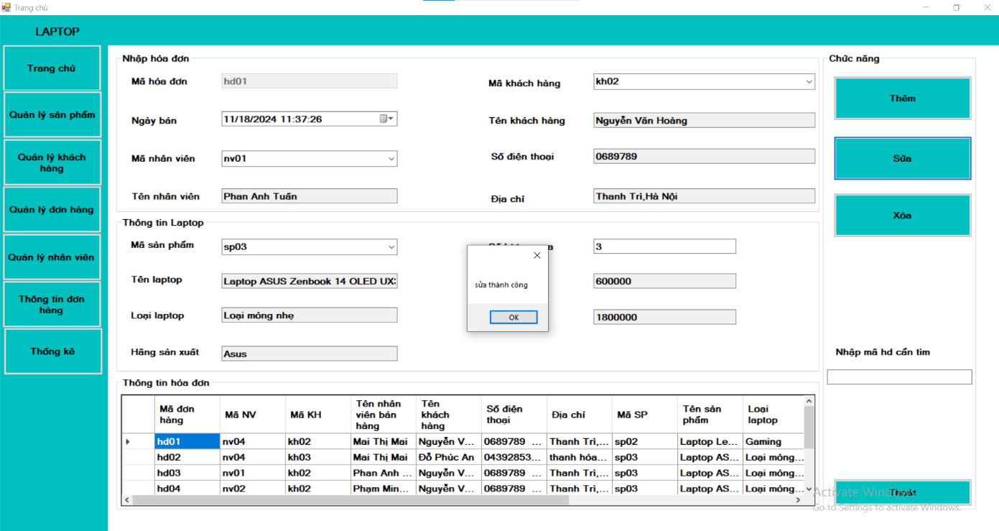 Trang chủ
LAPTOP
Trang chủ
Quản lý sản phẩm
Quản lý khách
hàng
Quản lý đơn hàng
Quản lý nhân viên
Thông tin đơn
hàng
Thống kê
Nhập hóa đơn
Mã hóa đơn hd01
Ngày bán 11/18/2024 11:37:26
Mã nhân viên nv01
Tên nhân viên Phan Anh Tuấn
Mã khách hàng kh02
Tên khách hàng Nguyễn Văn Hoàng
Số điện thoại 0689789
Địa chỉ Thanh Trì,Hà Nội
Thông tin Laptop
Mã sản phẩm sp03
Tên laptop Laptop ASUS Zenbook 14 OLED UX:
Loại laptop Loại mỏng nhẹ
Hãng sản xuất Asus
3
600000
1800000
sửa thành công
OK
Thông tin hóa đơn
Mã đơn hàng Mã NV Mã KH Tên nhân viên bán hàng Tên khách hàng Số điện thoại Địa chỉ Mã SP Tên sản phẩm Loại laptop
hd01 nv04 kh02 Mai Thị Mai Nguyễn V... 0689789 ... Thanh Trì,... sp02 Laptop Le... Gaming
hd02 nv04 kh03 Mai Thị Mai Đỗ Phúc An 04392853... thanh hóa... sp03 Laptop AS... Loại mỏng...
hd03 nv01 kh02 Phan Anh ... Nguyễn V... 0689789 ... Thanh Trì,... sp03 Laptop AS... Loại mỏng...
hd04 nv02 kh02 Phạm Min... Nguyễn V... 0689789 ... Thanh Trì,... sp03 Laptop AS... Loại mỏng...
Chức năng
Thêm
Sửa
Xóa
Nhập mã hd cần tìm
Thoát
Activate Windows
Go to Settings to activate Windows.